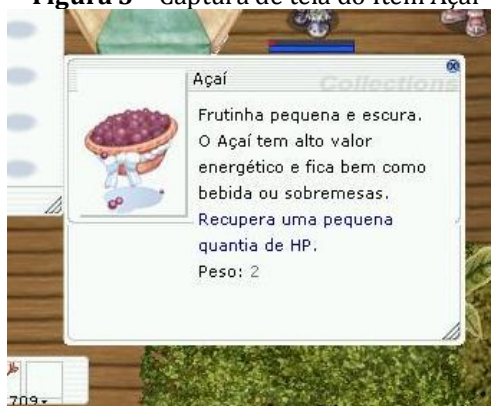 Figura 3 – Captura de tela do item Açaí
Açaí
Collections
Frutinha pequena e escura.
O Açaí tem alto valor
energético e fica bem como
bebida ou sobremesas.
Recupera uma pequena
quantia de HP.
Peso: 2
709